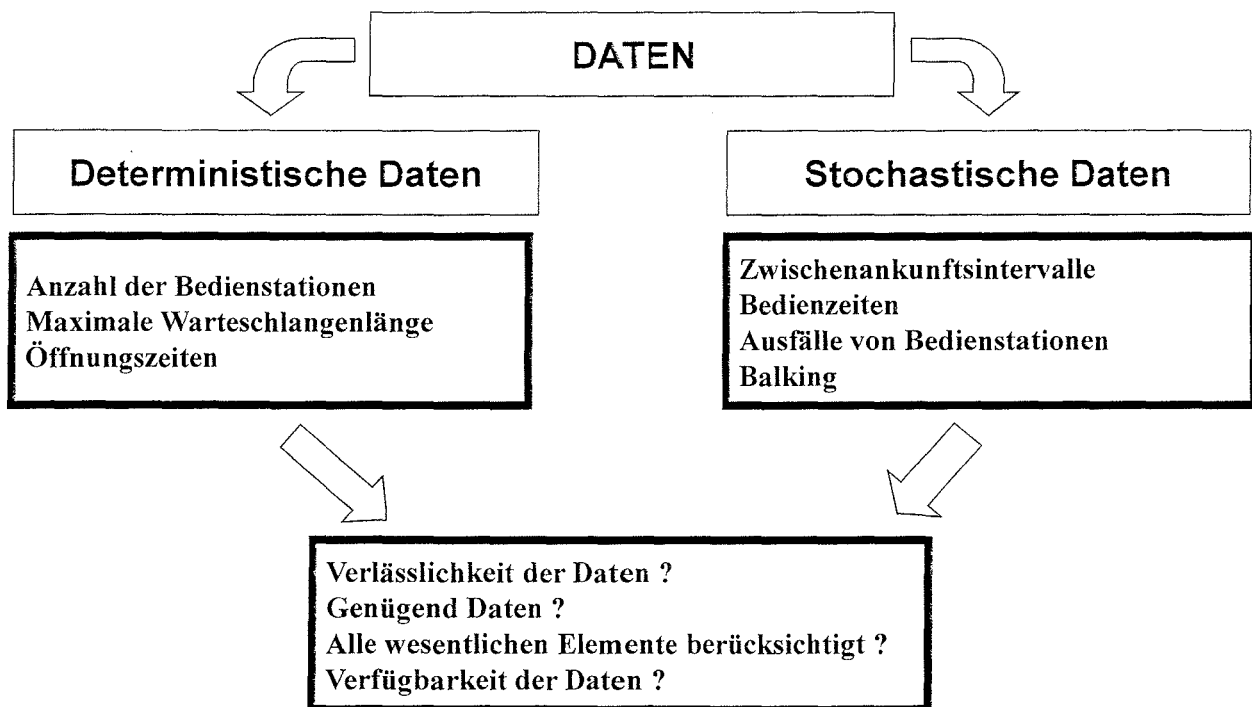 DATEN
Deterministische Daten
Stochastische Daten
Anzahl der Bedienstationen
Maximale Warteschlangenlänge
Öffnungszeiten
Zwischenankunftsintervalle
Bedienzeiten
Ausfälle von Bedienstationen
Balking
Verlässlichkeit der Daten ?
Genügend Daten ?
Alle wesentlichen Elemente berücksichtigt ?
Verfügbarkeit der Daten ?